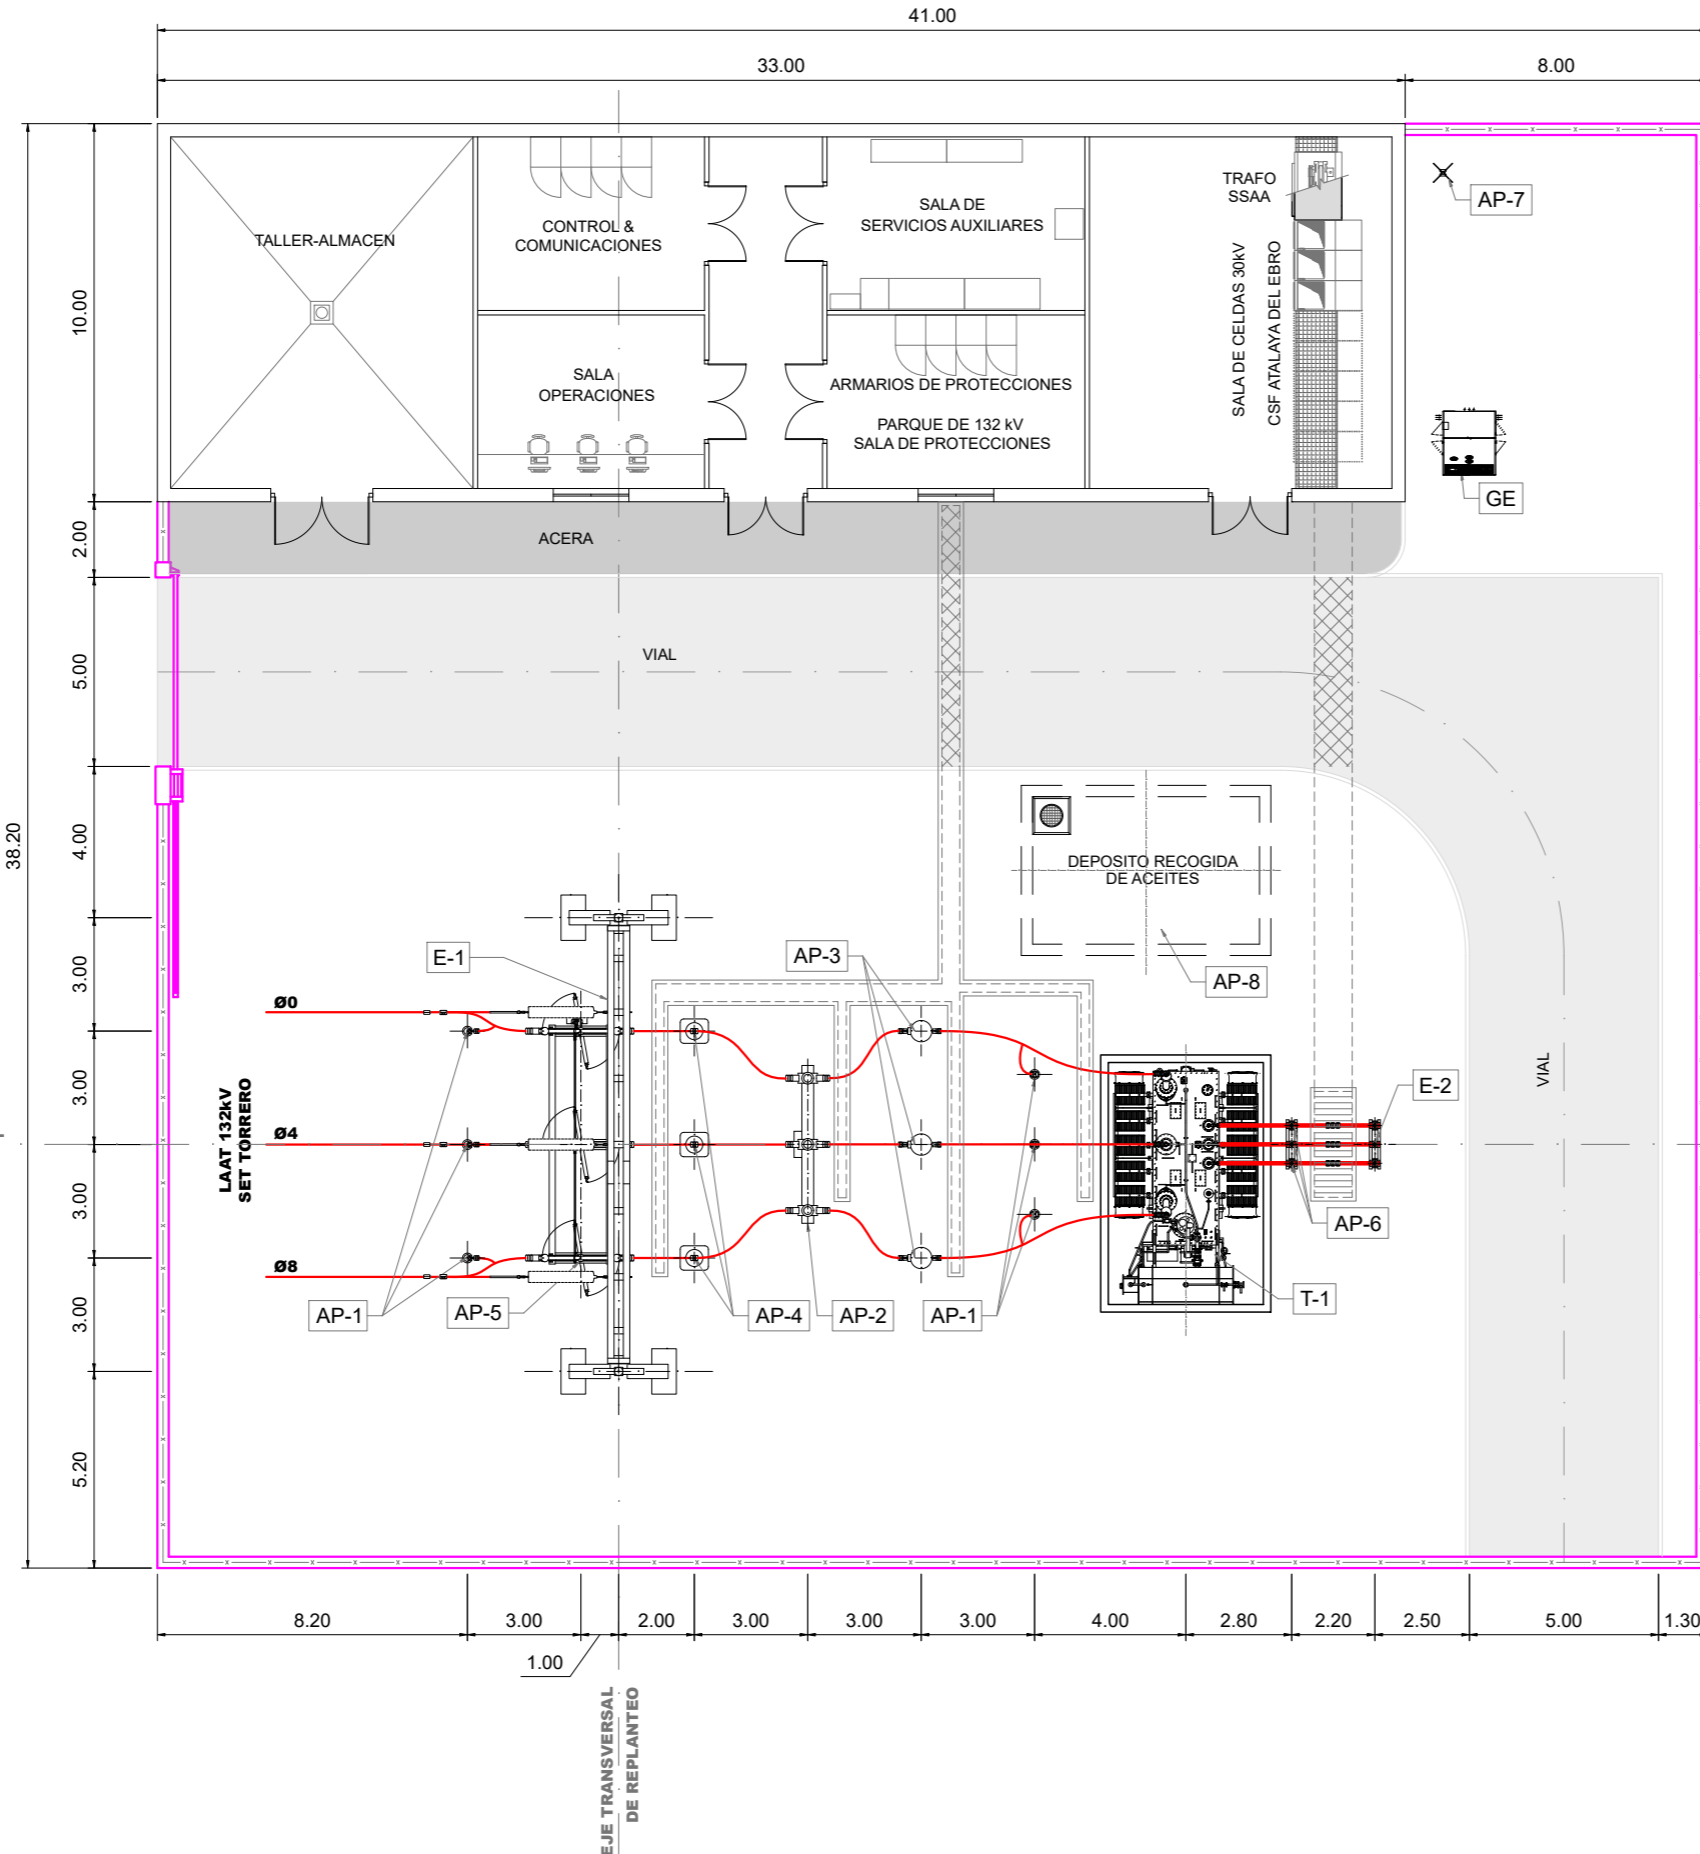 41.00
33.00
8.00
TRAFO
SSAA
AP-7
SALA DE
SERVICIOS AUXILIARES
CONTROL &
COMUNICACIONES
TALLER-ALMACEN
SALA DE CELDAS 30kV
CSF ATALAYA DEL EBRO
10.00
SALA
OPERACIONES
ARMARIOS DE PROTECCIONES
PARQUE DE 132 kV
SALA DE PROTECCIONES
GE
2.00
ACERA
5.00
VIAL
38.20
4.00
DEPOSITO RECOGIDA
DE ACEITES
E-1
AP-3
AP-8
3.00
Ø0
3.00
LAAT 132kV
SET TORRERO
VIAL
E-2
Ø4
3.00
AP-6
Ø8
AP-1
AP-5
AP-4
AP-2
AP-1
T-1
3.00
5.20
8.20
3.00
2.00
3.00
3.00
3.00
4.00
2.80
2.20
2.50
5.00
1.30
1.00
EJE TRANSVERSAL
DE REPLANTEO